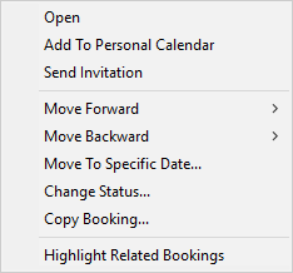 Open
Add To Personal Calendar
Send Invitation
Move Forward
Move Backward
Move To Specific Date...
Change Status...
Copy Booking...
Highlight Related Bookings